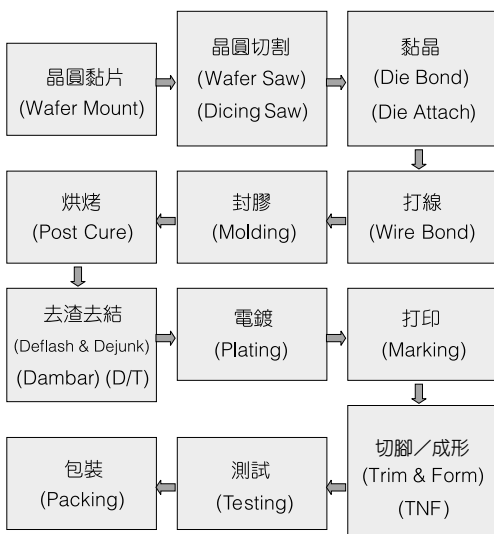 晶圓黏片
(Wafer Mount)
晶圓切割
(Wafer Saw)
(Dicing Saw)
黏晶
(Die Bond)
(Die Attach)
打線
(Wire Bond)
封膠
(Molding)
烘烤
(Post Cure)
去渣去結
(Deflash & Dejunk)
(Dambar) (D/T)
電鍍
(Plating)
打印
(Marking)
切腳／成形
(Trim & Form)
(TNF)
測試
(Testing)
包裝
(Packing)